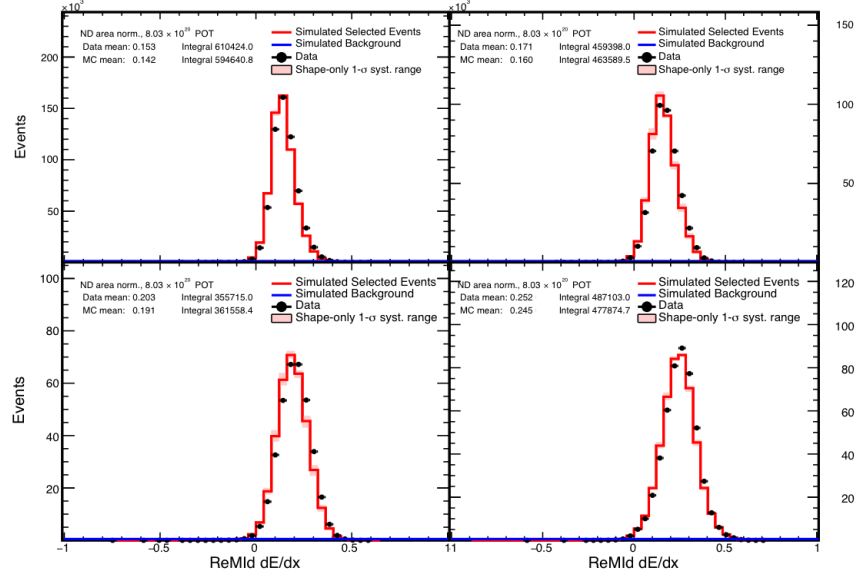 ×10³ ×10³
ND area norm., 8.03 × 10²⁰ POT
Data mean: 0.153 Integral 610424.0
MC mean: 0.142 Integral 594640.8
Simulated Selected Events
Simulated Background
Data
Shape-only 1-σ syst. range
200
150
100
50
Events
ND area norm., 8.03 × 10²⁰ POT
Data mean: 0.171 Integral 459398.0
MC mean: 0.160 Integral 463589.5
Simulated Selected Events
Simulated Background
Data
Shape-only 1-σ syst. range
150
100
50
ND area norm., 8.03 × 10²⁰ POT
Data mean: 0.203 Integral 355715.0
MC mean: 0.191 Integral 361558.4
Simulated Selected Events
Simulated Background
Data
Shape-only 1-σ syst. range
100
80
60
40
20
Events
−1 −0.5 0 0.5 1
ReMId dE/dx
ND area norm., 8.03 × 10²⁰ POT
Data mean: 0.252 Integral 487103.0
MC mean: 0.245 Integral 477874.7
Simulated Selected Events
Simulated Background
Data
Shape-only 1-σ syst. range
120
100
80
60
40
20
1 −0.5 0 0.5 1
ReMId dE/dx